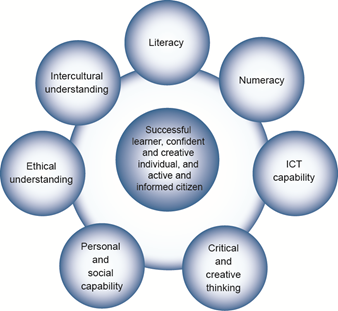 Literacy
Numeracy
ICT
capability
Critical
and
creative
thinking
Personal
and
social
capability
Ethical
understanding
Intercultural
understanding
Successful
learner, confident
and creative
individual, and
active and
informed citizen